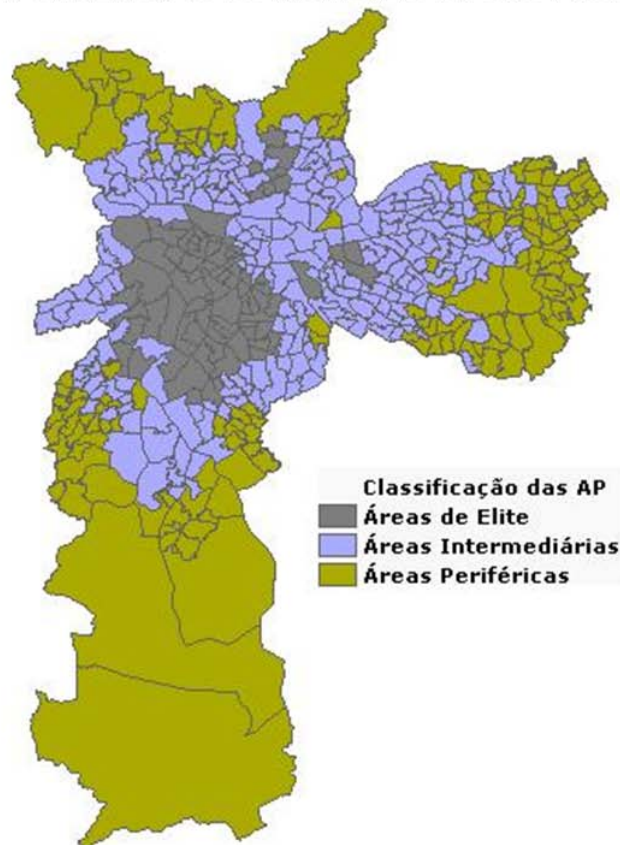 Classificação das AP
Áreas de Elite
Áreas Intermediárias
Áreas Periféricas